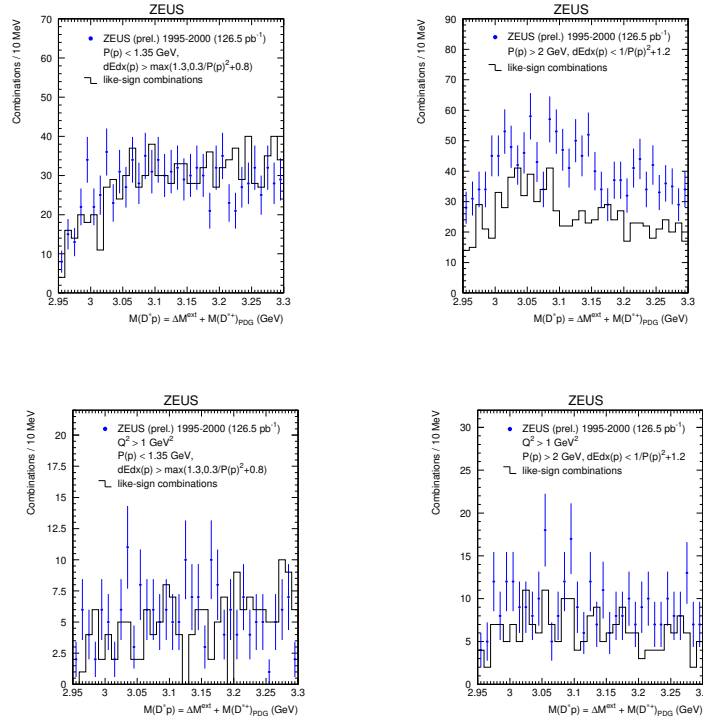 ZEUS
Combinations / 10 MeV
70
60
50
40
30
20
10
0
ZEUS (prel.) 1995-2000 (126.5 pb⁻¹)
P(p) < 1.35 GeV,
dEdx(p) > max(1.3,0.3/P(p)²+0.8)
like-sign combinations
2.95 3 3.05 3.1 3.15 3.2 3.25 3.3
M(D*p) = ΔM^ext + M(D*+)PDG (GeV)
ZEUS
Combinations / 10 MeV
90
80
70
60
50
40
30
20
10
0
ZEUS (prel.) 1995-2000 (126.5 pb⁻¹)
P(p) > 2 GeV, dEdx(p) < 1/P(p)²+1.2
like-sign combinations
2.95 3 3.05 3.1 3.15 3.2 3.25 3.3
M(D*p) = ΔM^ext + M(D*+)PDG (GeV)
ZEUS
Combinations / 10 MeV
20
17.5
15
12.5
10
7.5
5
2.5
0
ZEUS (prel.) 1995-2000 (126.5 pb⁻¹)
Q² > 1 GeV²
P(p) < 1.35 GeV,
dEdx(p) > max(1.3,0.3/P(p)²+0.8)
like-sign combinations
2.95 3 3.05 3.1 3.15 3.2 3.25 3.3
M(D*p) = ΔM^ext + M(D*+)PDG (GeV)
ZEUS
Combinations / 10 MeV
30
25
20
15
10
5
0
ZEUS (prel.) 1995-2000 (126.5 pb⁻¹)
Q² > 1 GeV²
P(p) > 2 GeV, dEdx(p) < 1/P(p)²+1.2
like-sign combinations
2.95 3 3.05 3.1 3.15 3.2 3.25 3.3
M(D*p) = ΔM^ext + M(D*+)PDG (GeV)